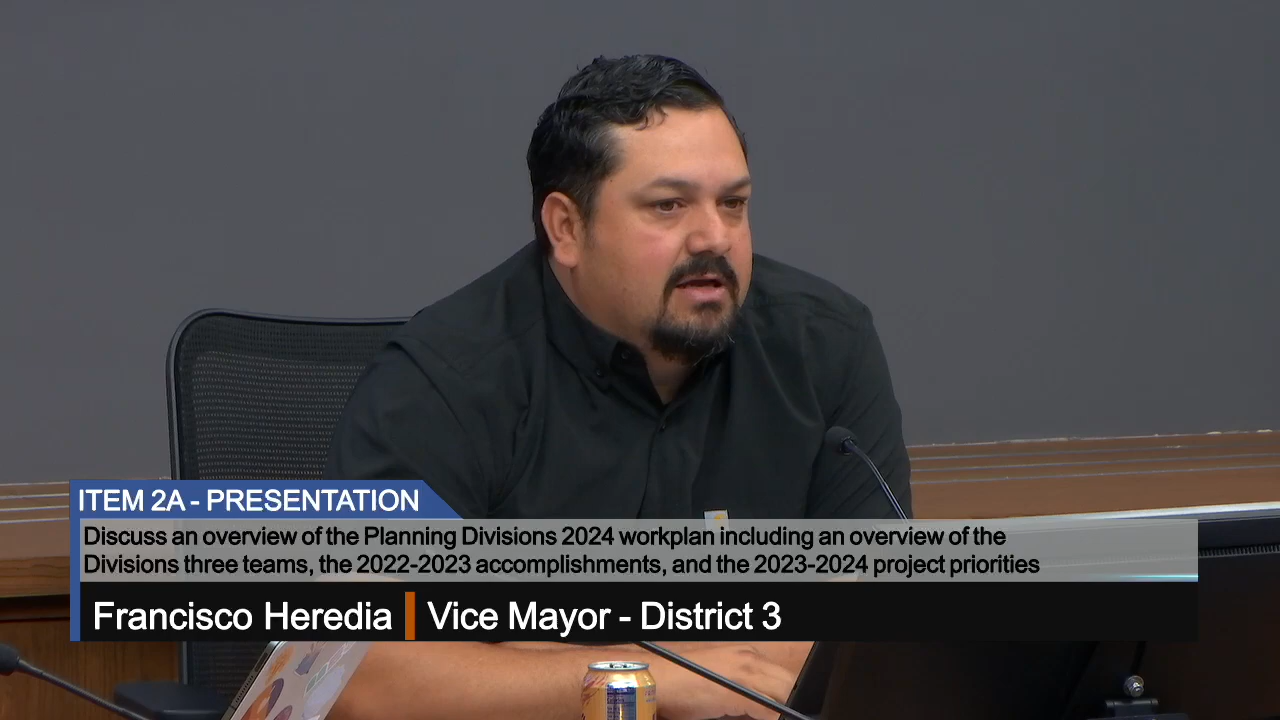 ITEM 2A - PRESENTATION
Discuss an overview of the Planning Divisions 2024 workplan including an overview of the
Divisions three teams, the 2022-2023 accomplishments, and the 2023-2024 project priorities
Francisco Heredia Vice Mayor - District 3